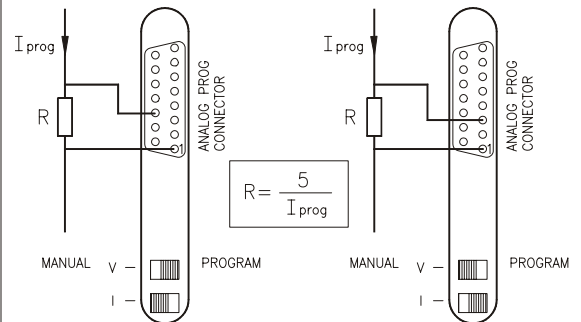 I prog
R
ANALOG PROG
CONNECTOR
1
MANUAL V –
I –
PROGRAM
R= 5
I prog
I prog
R
ANALOG PROG
CONNECTOR
1
MANUAL V –
I –
PROGRAM